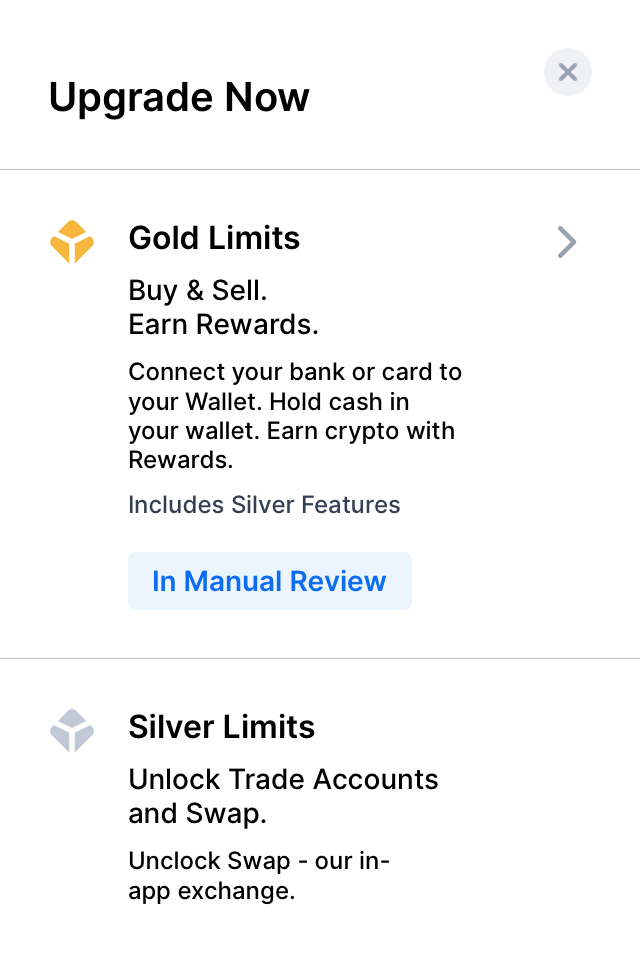 Upgrade Now
Gold Limits
Buy & Sell.
Earn Rewards.
Connect your bank or card to
your Wallet. Hold cash in
your wallet. Earn crypto with
Rewards.
Includes Silver Features
In Manual Review
Silver Limits
Unlock Trade Accounts
and Swap.
Unclock Swap - our in-
app exchange.